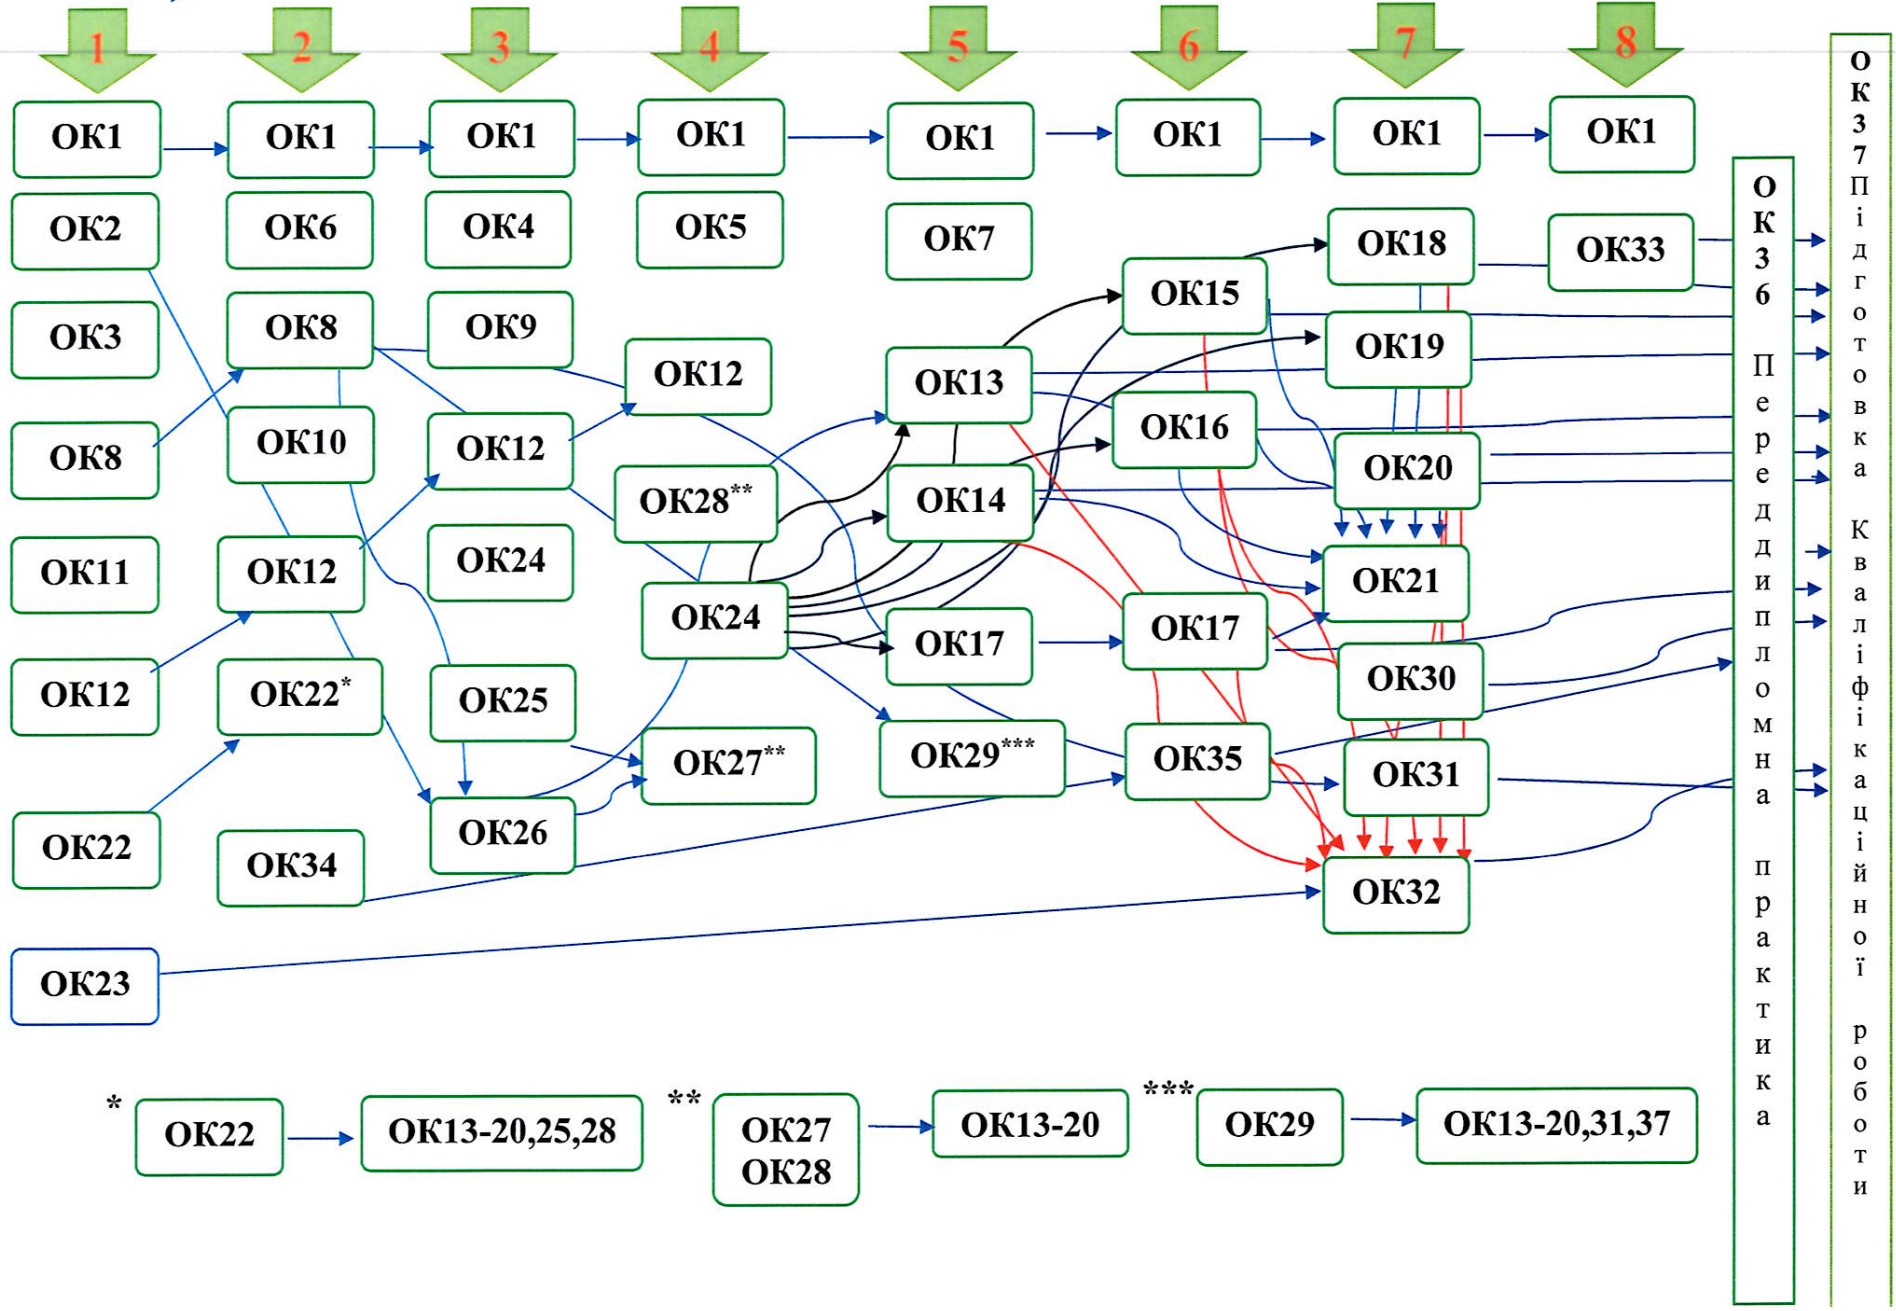 1 2 3 4 5 6 7 8
ОК1 ОК1 ОК1 ОК1 ОК1 ОК1 ОК1 ОК1
ОК2 ОК6 ОК4 ОК5 ОК7 ОК18 ОК33
ОК3 ОК8 ОК9 ОК12 ОК13 ОК15 ОК19
ОК8 ОК10 ОК12 ОК28** ОК14 ОК16 ОК20
ОК11 ОК12 ОК24 ОК24 ОК17 ОК17 ОК21
ОК12 ОК22* ОК25 ОК27** ОК29*** ОК35 ОК30
ОК22 ОК34 ОК26 ОК31
ОК23 ОК32
ОК36 Переддипломна практика
ОК37 Підготовка Кваліфікаційної роботи
* ОК22 ОК13-20,25,28
** ОК27
ОК28
ОК13-20
*** ОК29 ОК13-20,31,37